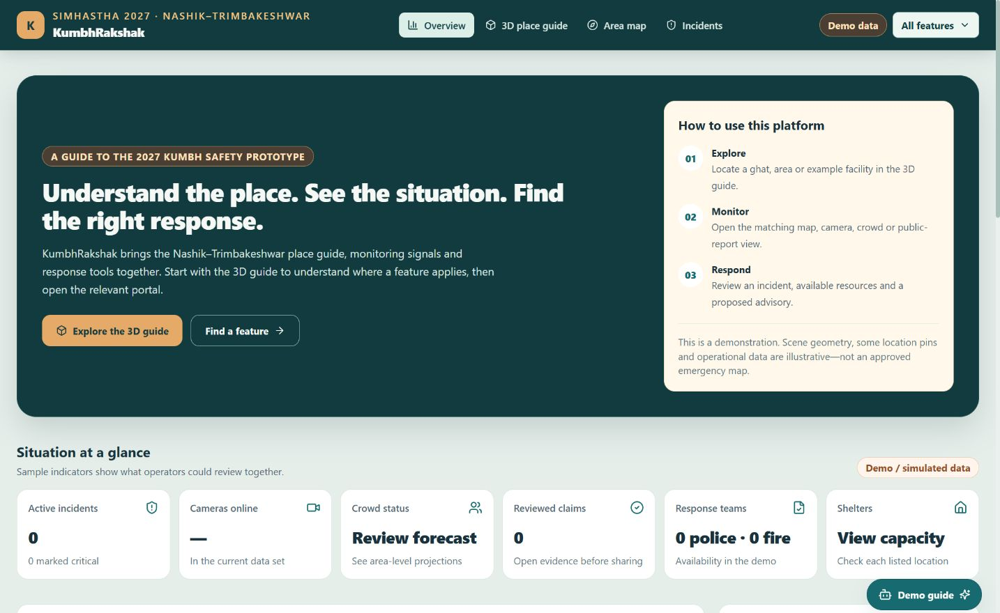 K
SIMHASTHA 2027 · NASHIK–TRIMBAKESHWAR
KumbhRakshak
Overview
3D place guide
Area map
Incidents
Demo data
All features
A GUIDE TO THE 2027 KUMBH SAFETY PROTOTYPE
Understand the place. See the situation. Find
the right response.
KumbhRakshak brings the Nashik–Trimbakeshwar place guide, monitoring signals and
response tools together. Start with the 3D guide to understand where a feature applies, then
open the relevant portal.
Explore the 3D guide
Find a feature →
How to use this platform
01
Explore
Locate a ghat, area or example facility in the 3D
guide.
02
Monitor
Open the matching map, camera, crowd or public-
report view.
03
Respond
Review an incident, available resources and a
proposed advisory.
This is a demonstration. Scene geometry, some location pins
and operational data are illustrative—not an approved
emergency map.
Situation at a glance
Sample indicators show what operators could review together.
Demo / simulated data
Active incidents
0
0 marked critical
Cameras online
—
In the current data set
Crowd status
Review forecast
See area-level projections
Reviewed claims
0
Open evidence before sharing
Response teams
0 police · 0 fire
Availability in the demo
Shelters
View capacity
Check each listed location
Demo guide